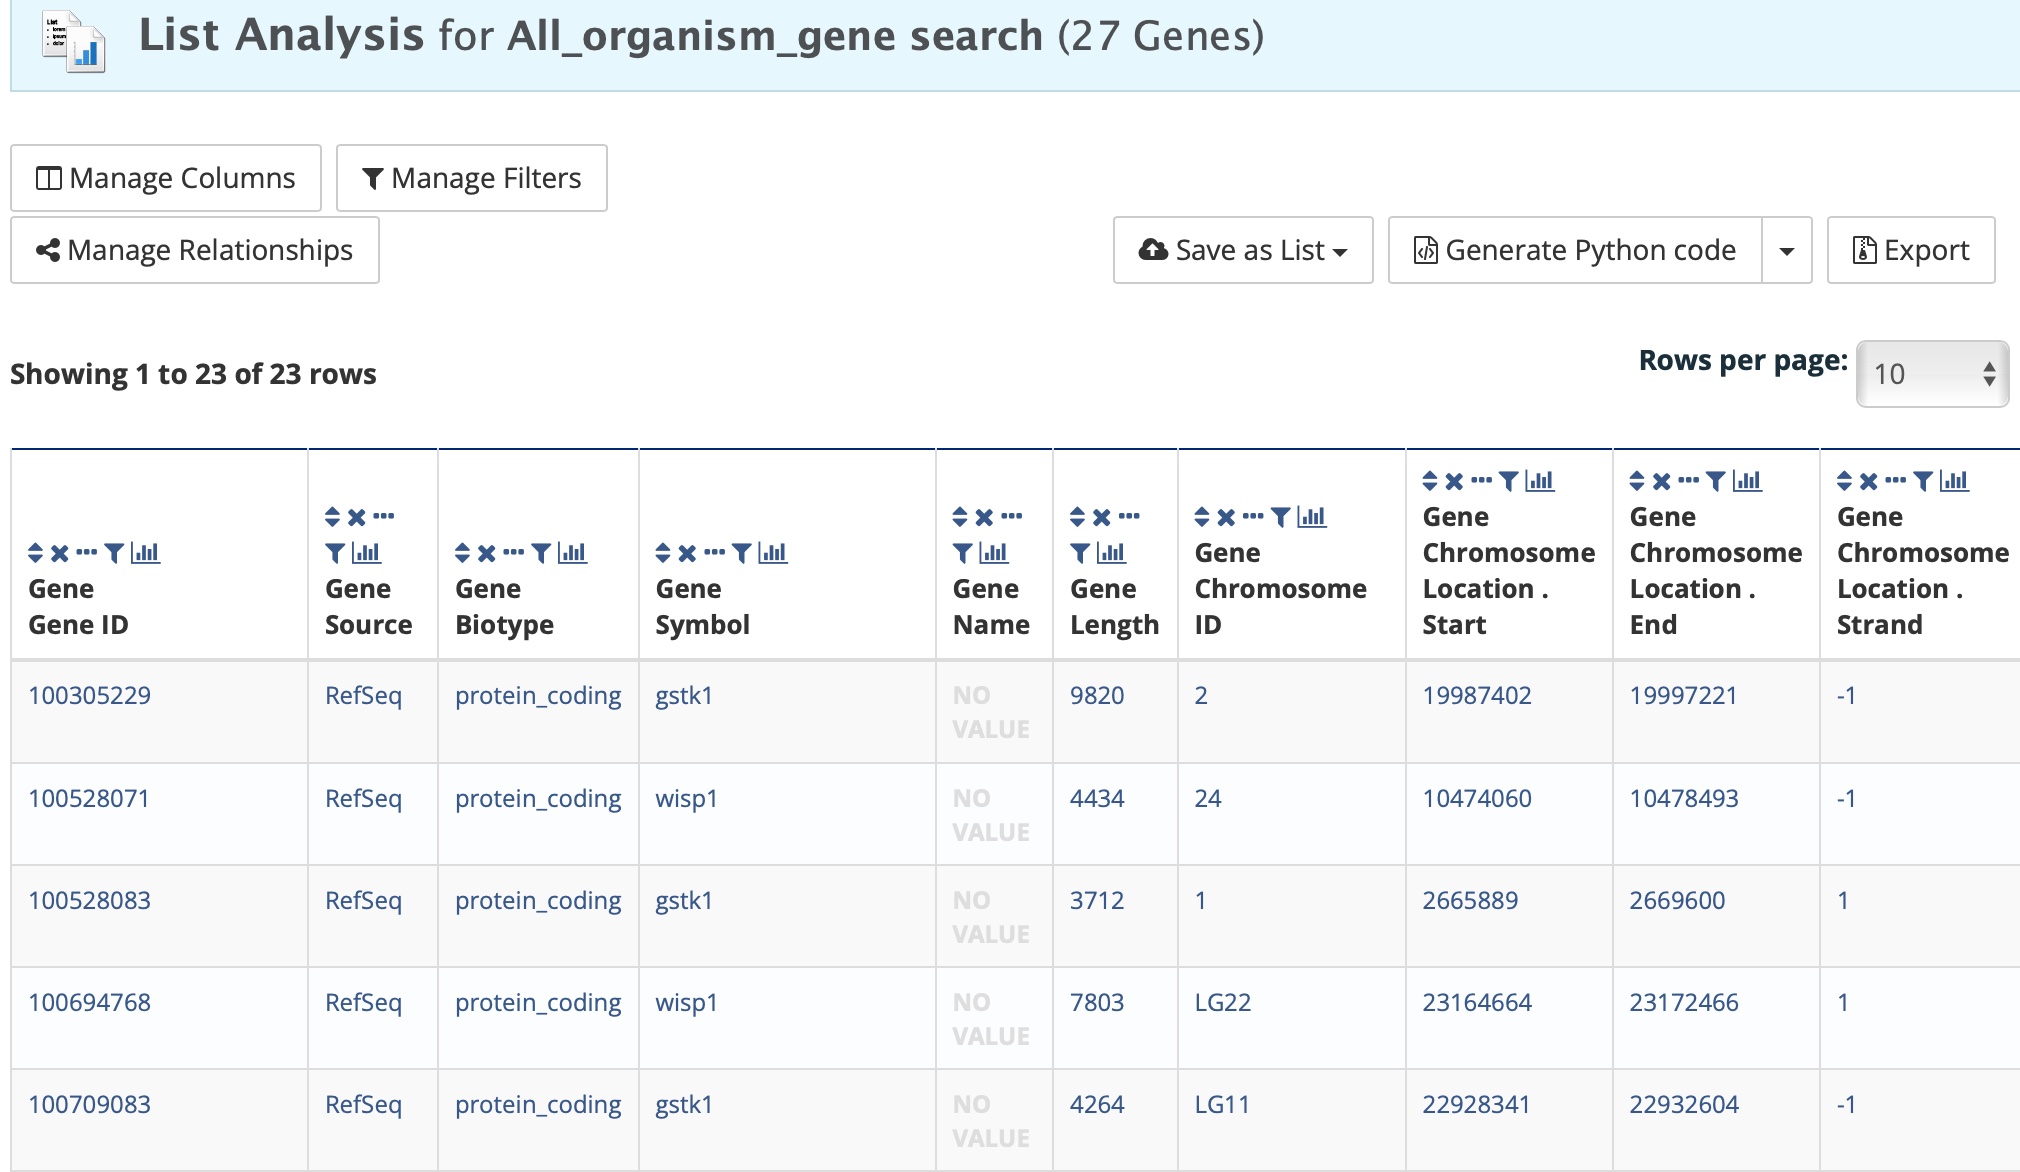 List Analysis for All_organism_gene search (27 Genes)
Manage Columns Manage Filters
Manage Relationships Save as List Generate Python code Export
Showing 1 to 23 of 23 rows Rows per page: 10
Gene Gene ID
Gene Source
Gene Biotype
Gene Symbol
Gene Name
Gene Length
Gene Chromosome ID
Gene Chromosome Location . Start
Gene Chromosome Location . End
Gene Chromosome Location . Strand
100305229 RefSeq protein_coding gstk1 NO VALUE 9820 2 19987402 19997221 -1
100528071 RefSeq protein_coding wisp1 NO VALUE 4434 24 10474060 10478493 -1
100528083 RefSeq protein_coding gstk1 NO VALUE 3712 1 2665889 2669600 1
100694768 RefSeq protein_coding wisp1 NO VALUE 7803 LG22 23164664 23172466 1
100709083 RefSeq protein_coding gstk1 NO VALUE 4264 LG11 22928341 22932604 -1